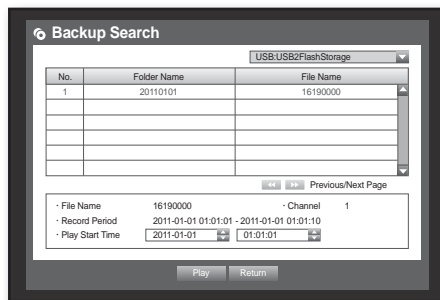 Backup Search
USB:USB2FlashStorage
No. Folder Name File Name
1 20110101 16190000
Previous/Next Page
· File Name 16190000 · Channel 1
· Record Period 2011-01-01 01:01:01 - 2011-01-01 01:01:10
· Play Start Time 2011-01-01 01:01:01
Play Return